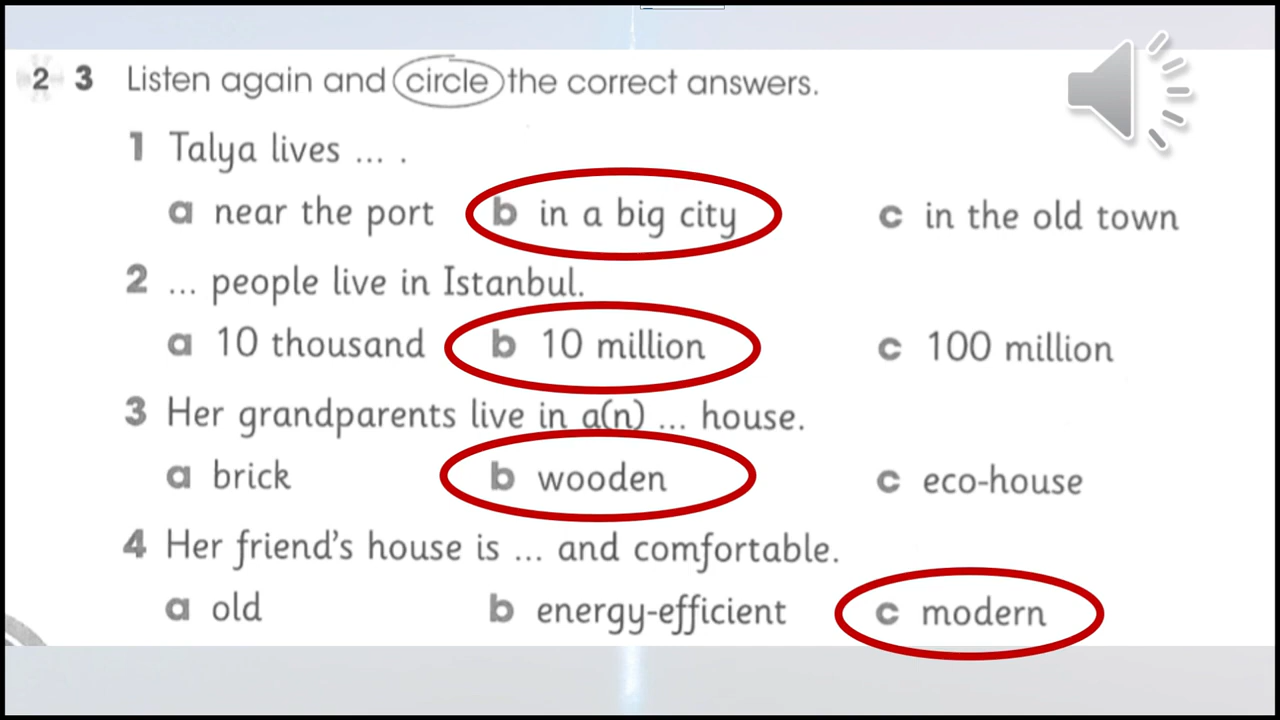 2 3 Listen again and circle the correct answers.
1 Talya lives ... .
a near the port b in a big city c in the old town
2 ... people live in Istanbul.
a 10 thousand b 10 million c 100 million
3 Her grandparents live in a(n) ... house.
a brick b wooden c eco-house
4 Her friend's house is ... and comfortable.
a old b energy-efficient c modern